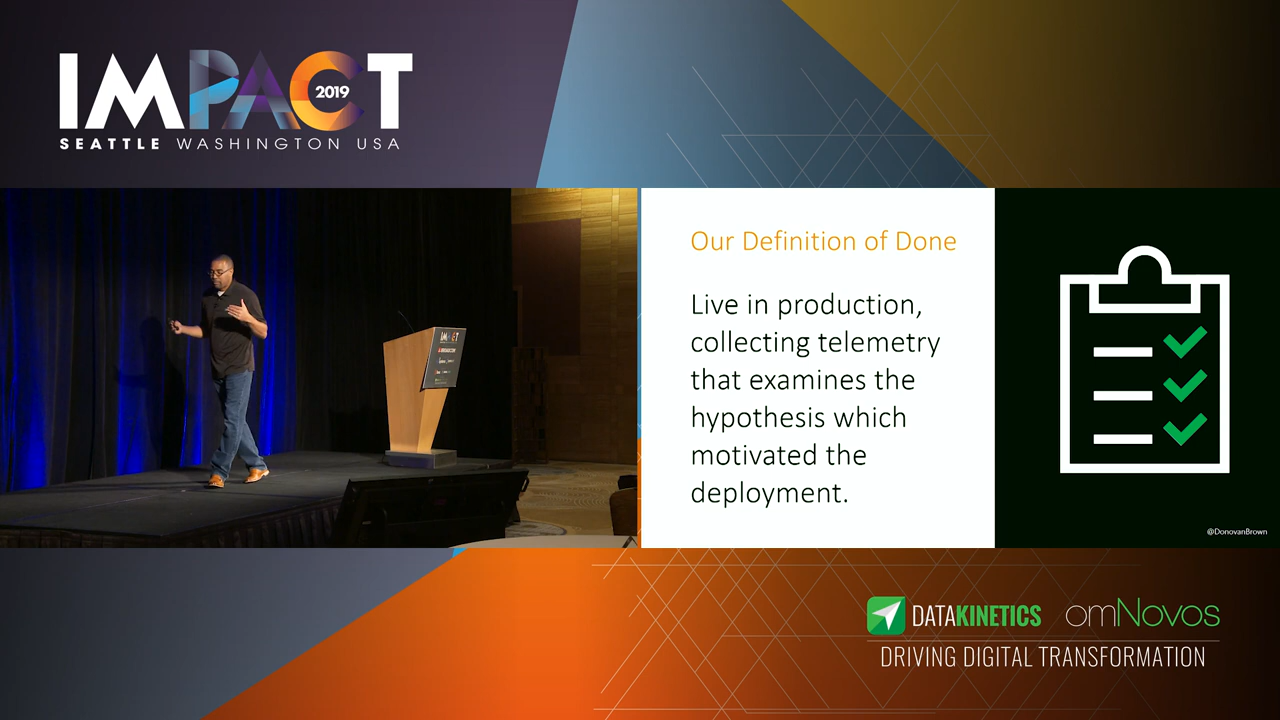 IMPACT
2019
SEATTLE WASHINGTON USA
Our Definition of Done
Live in production,
collecting telemetry
that examines the
hypothesis which
motivated the
deployment.
@DonovanBrown
IMPACT
DATAKINETICS omNovos
DRIVING DIGITAL TRANSFORMATION